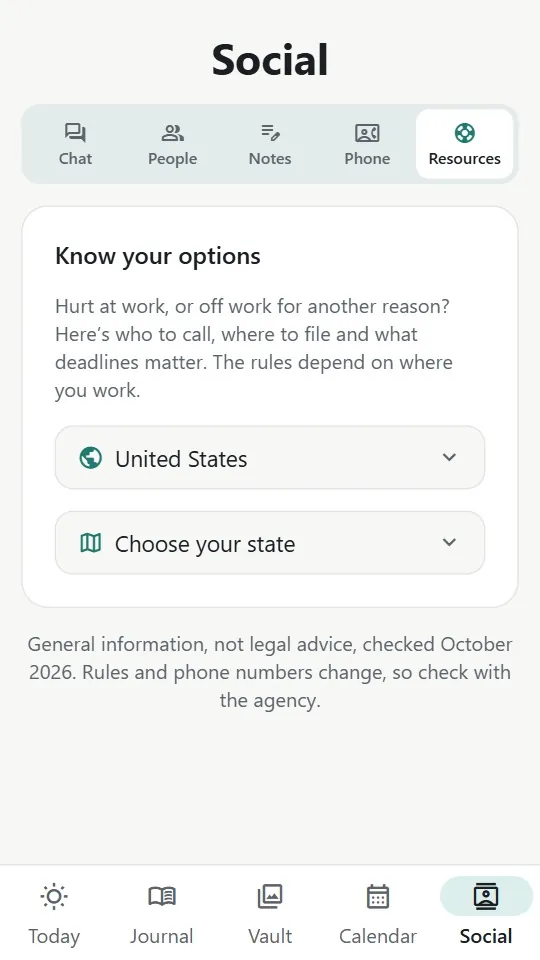 Social
Chat
People
Notes
Phone
Resources
Know your options
Hurt at work, or off work for another reason?
Here’s who to call, where to file and what
deadlines matter. The rules depend on where
you work.
United States
Choose your state
General information, not legal advice, checked October
2026. Rules and phone numbers change, so check with
the agency.
Today
Journal
Vault
Calendar
Social